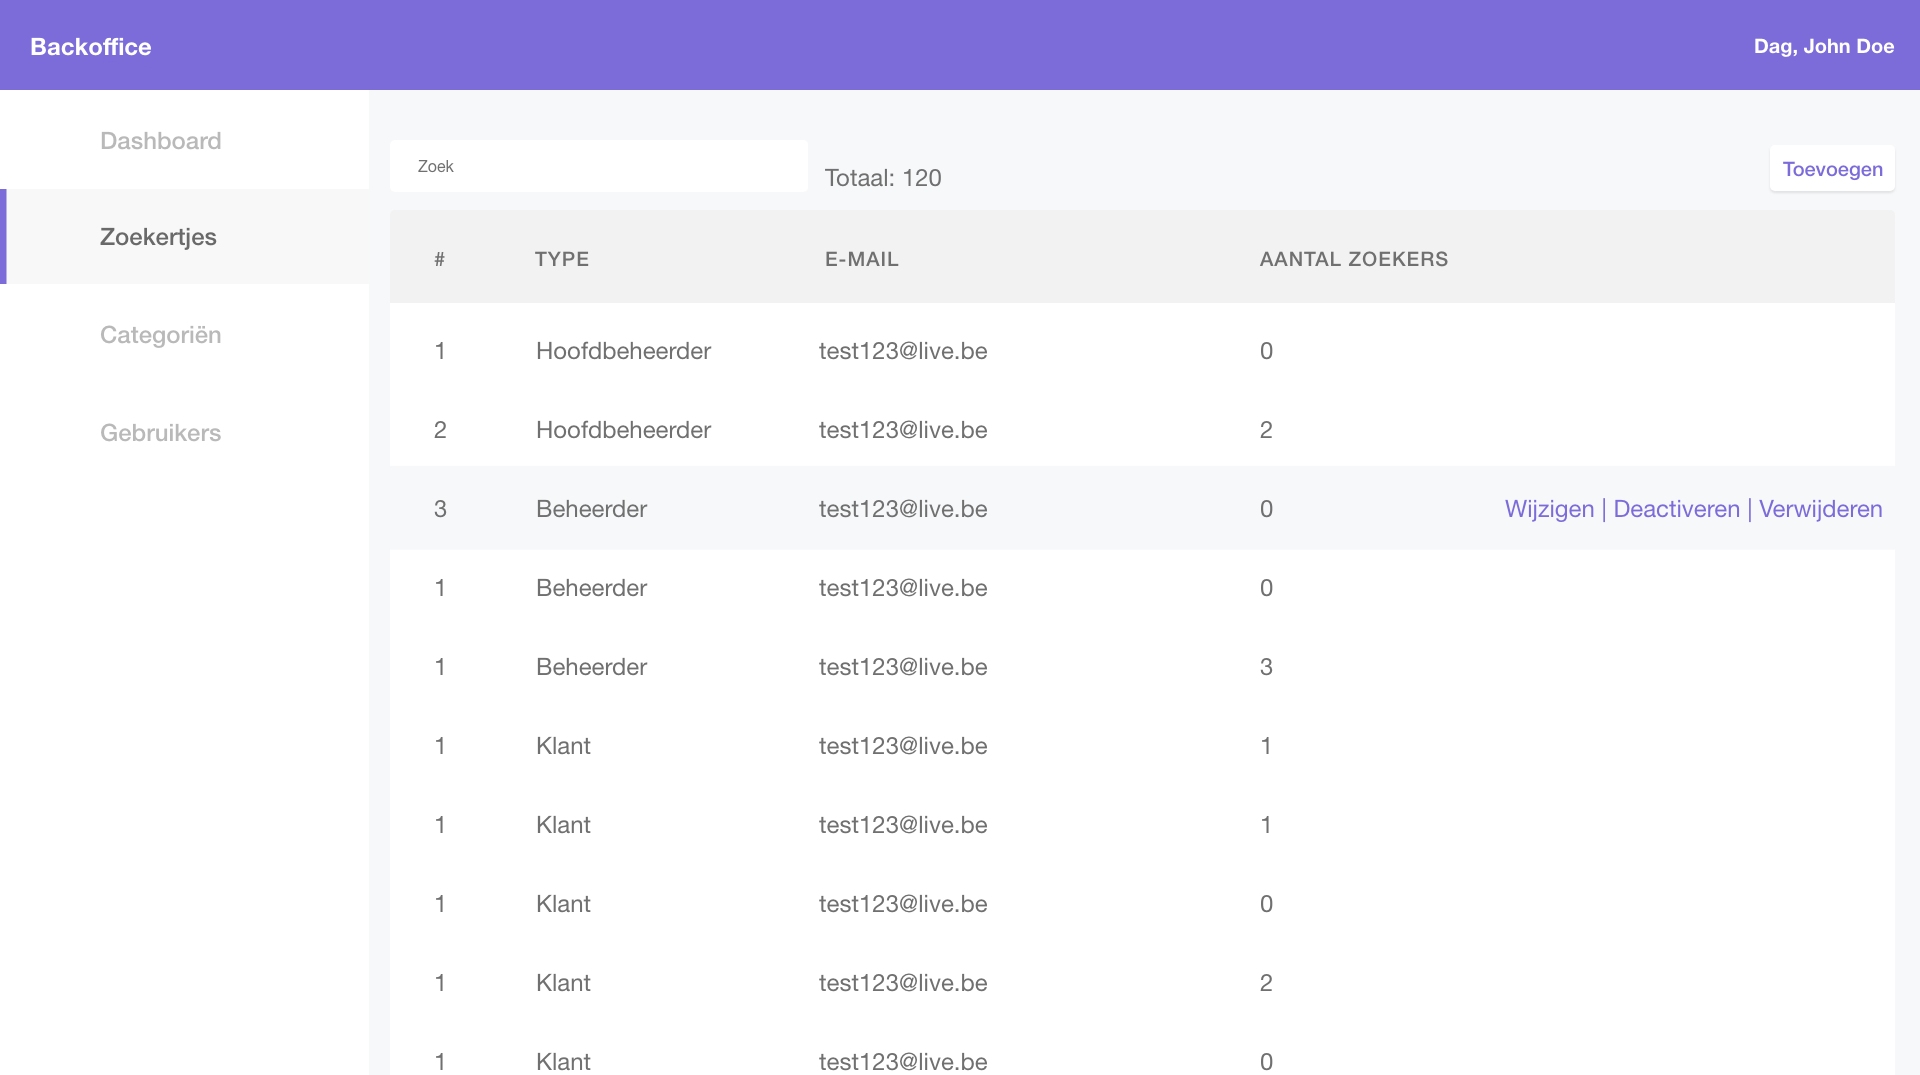 Backoffice
Dag, John Doe
Dashboard
Zoekertjes
Categoriën
Gebruikers
Zoek
Totaal: 120
Toevoegen
# TYPE E-MAIL AANTAL ZOEKERS
1 Hoofdbeheerder test123@live.be 0
2 Hoofdbeheerder test123@live.be 2
3 Beheerder test123@live.be 0 Wijzigen | Deactiveren | Verwijderen
1 Beheerder test123@live.be 0
1 Beheerder test123@live.be 3
1 Klant test123@live.be 1
1 Klant test123@live.be 1
1 Klant test123@live.be 0
1 Klant test123@live.be 2
1 Klant test123@live.be 0